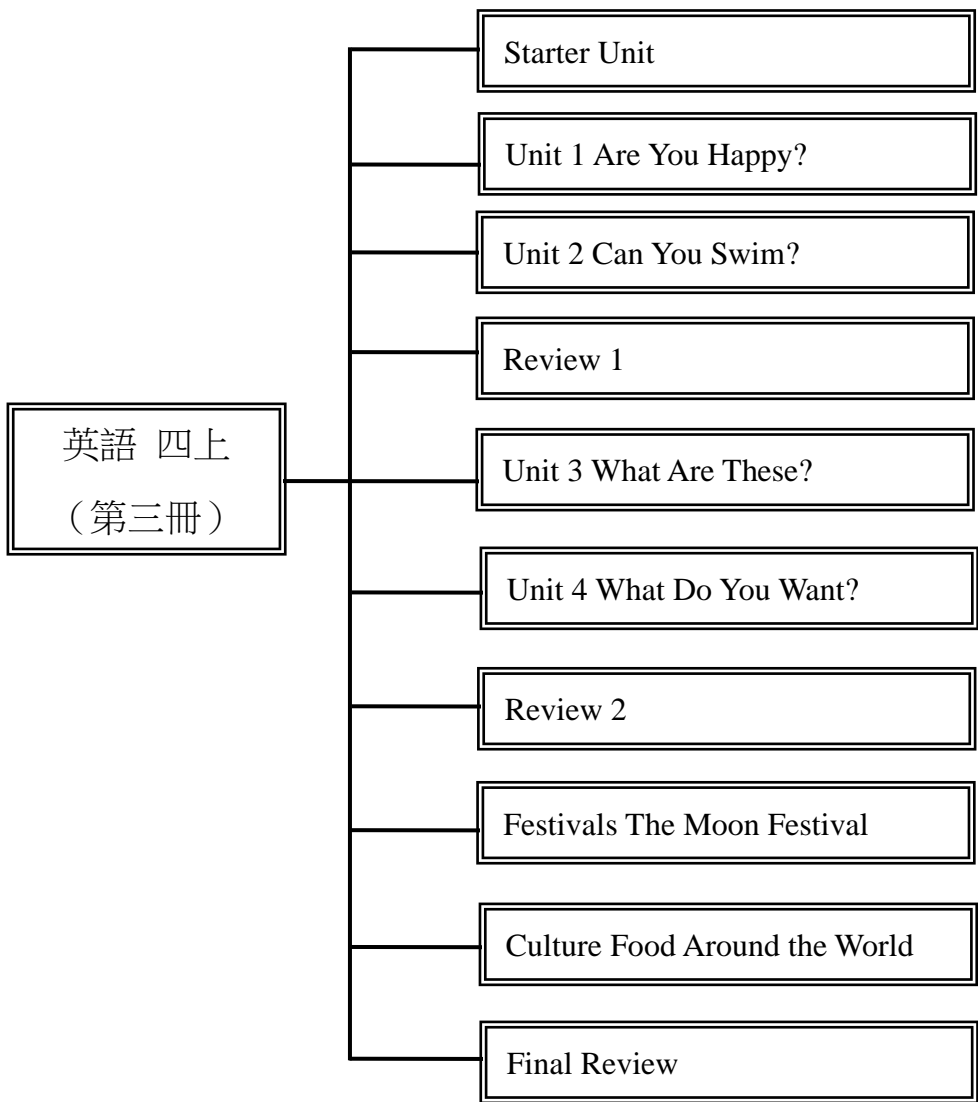 Starter Unit
Unit 1 Are You Happy?
Unit 2 Can You Swim?
Review 1
英語 四上
（第三冊）
Unit 3 What Are These?
Unit 4 What Do You Want?
Review 2
Festivals The Moon Festival
Culture Food Around the World
Final Review